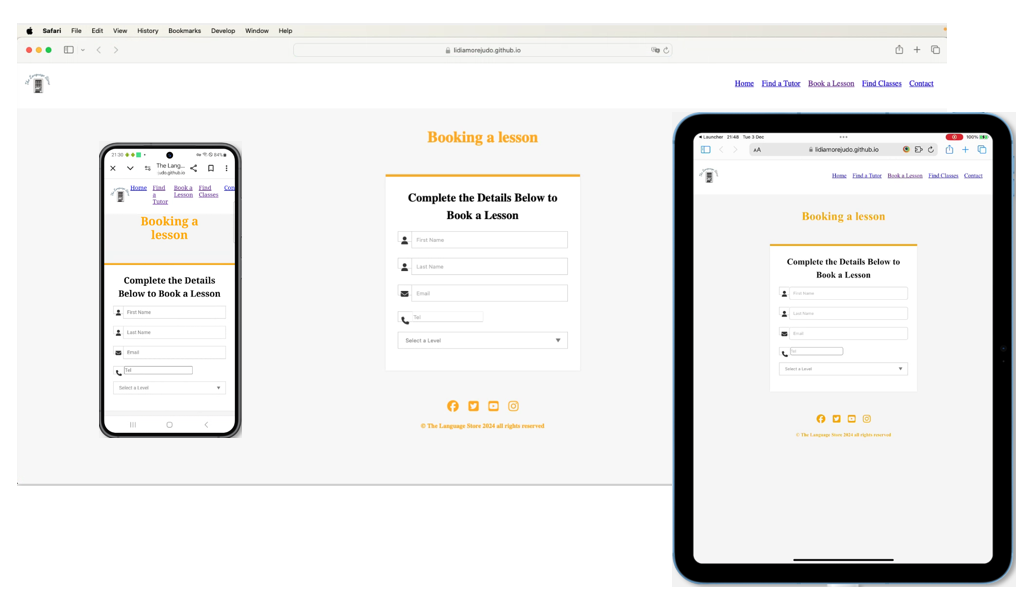 Safari File Edit View History Bookmarks Develop Window Help
lidiamorejudo.github.io
Home Find a Tutor Book a Lesson Find Classes Contact
Booking a lesson
Complete the Details Below to
Book a Lesson
First Name
Last Name
Email
Tel
Select a Level
© The Language Store 2024 all rights reserved
21:30 84%
The Lang...
Home Find a Tutor Book a Lesson Find Classes Con
Booking a
lesson
Complete the Details
Below to Book a Lesson
First Name
Last Name
Email
Tel
Select a Level
Launcher 21:48 Tue 3 Dec 100%
AA lidiamorejudo.github.io
Home Find a Tutor Book a Lesson Find Classes Contact
Booking a lesson
Complete the Details Below to
Book a Lesson
First Name
Last Name
Email
Tel
Select a Level
© The Language Store 2024 all rights reserved